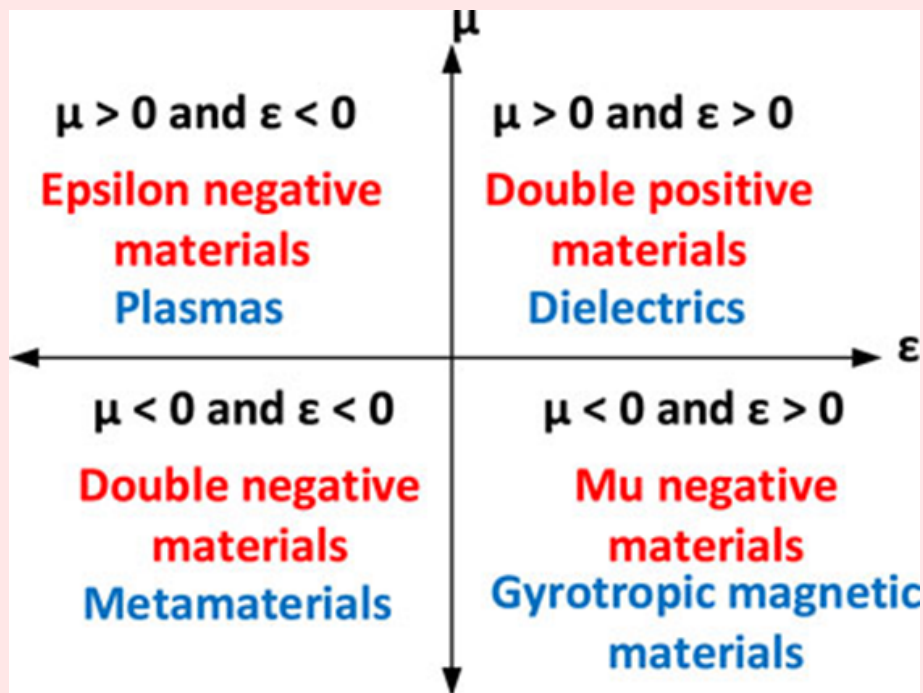 μ
μ > 0 and ε < 0
Epsilon negative
materials
Plasmas
μ > 0 and ε > 0
Double positive
materials
Dielectrics
ε
μ < 0 and ε < 0
Double negative
materials
Metamaterials
μ < 0 and ε > 0
Mu negative
materials
Gyrotropic magnetic
materials